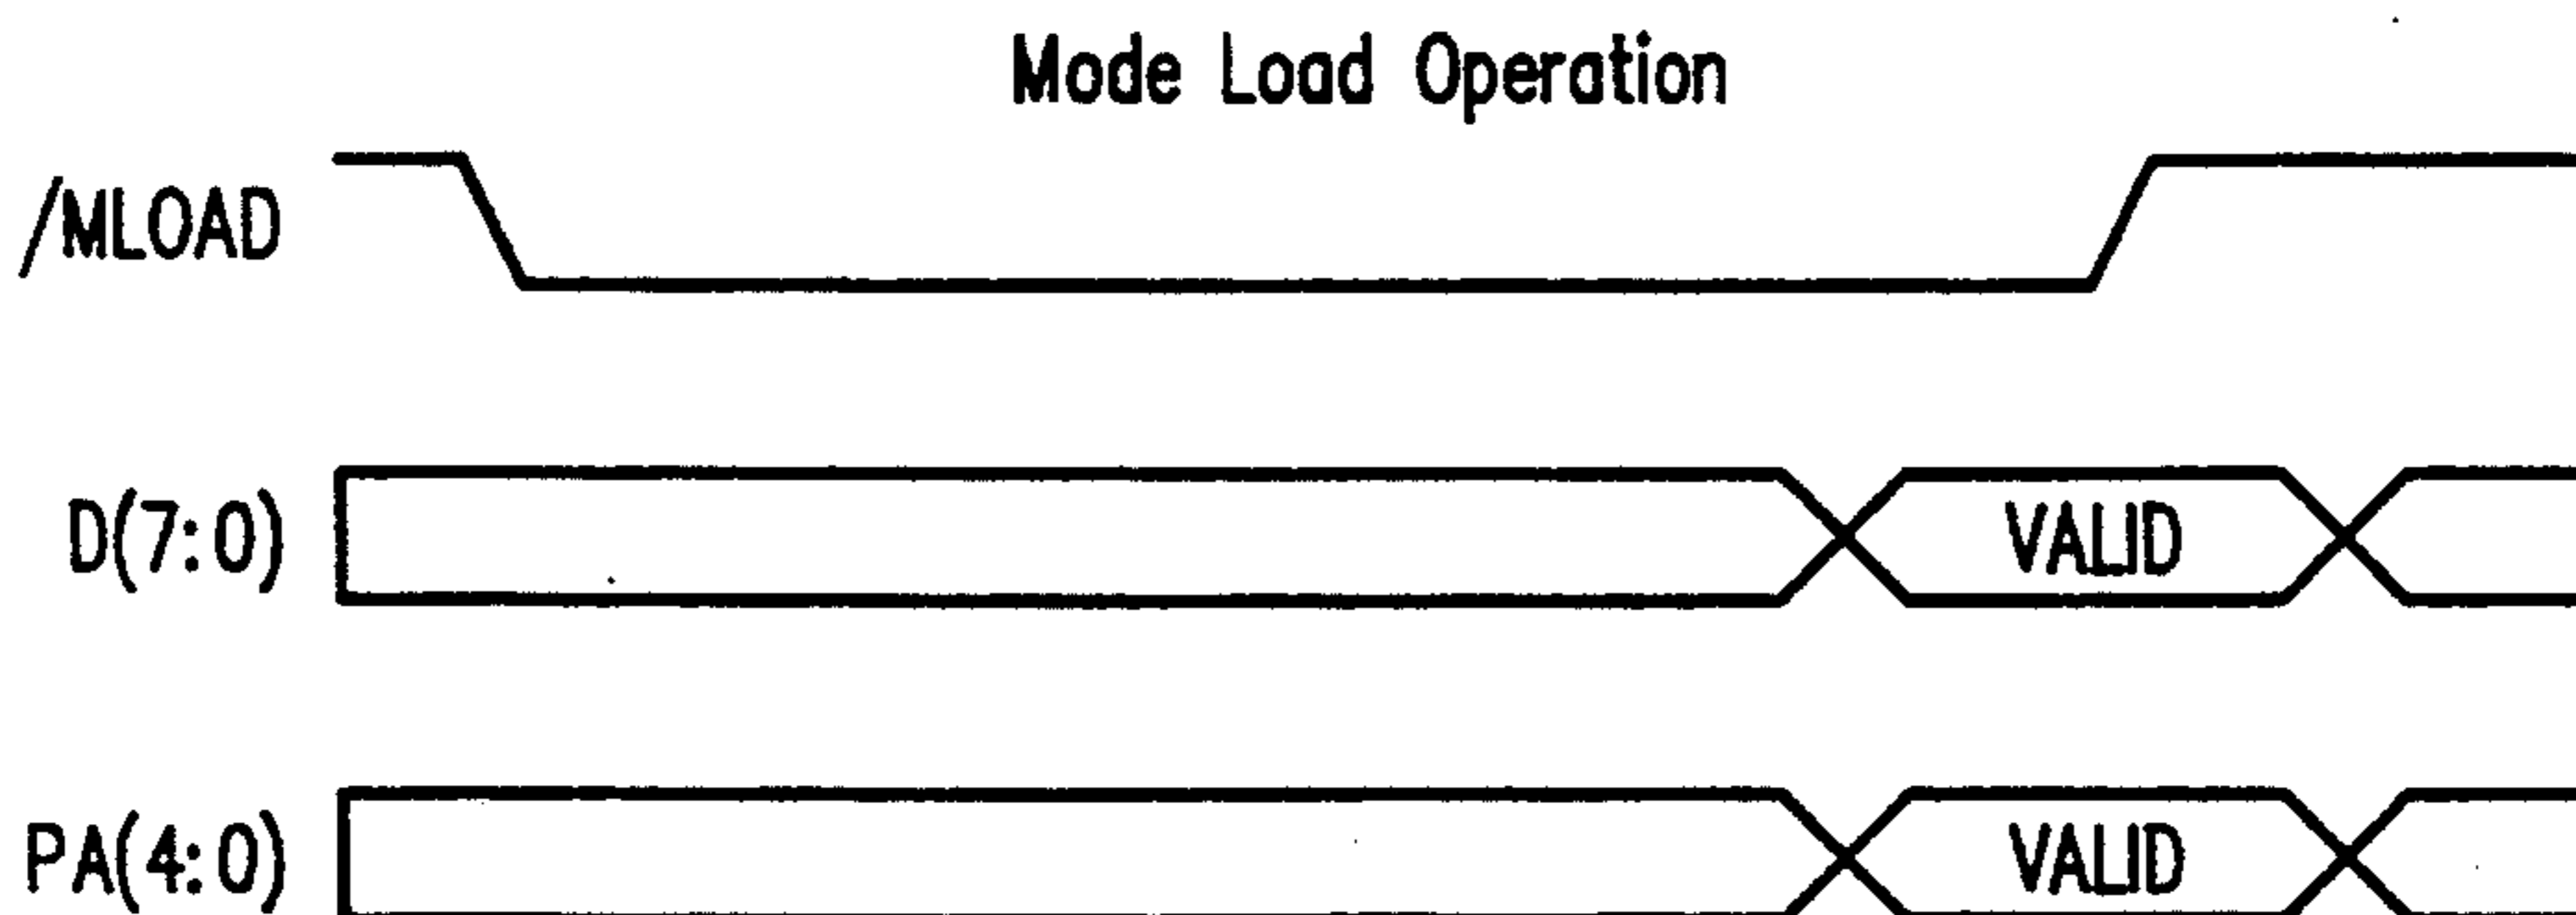 Mode Load Operation
/MLOAD
D(7:0)
VALID
PA(4:0)
VALID